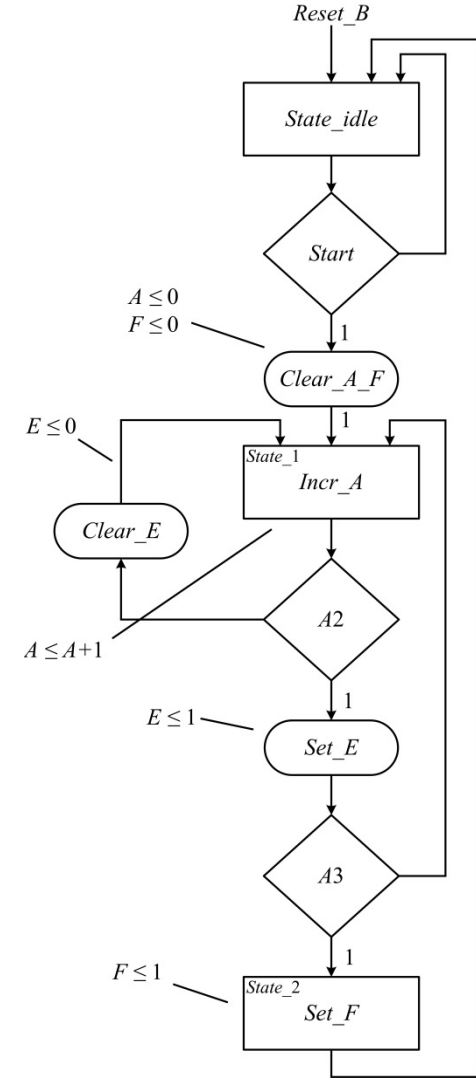 Reset_B
State_idle
Start
A ≤ 0
F ≤ 0
1
Clear_A_F
1
E ≤ 0
State_1
Incr_A
Clear_E
A2
A ≤ A+1
1
E ≤ 1
Set_E
A3
1
F ≤ 1
State_2
Set_F